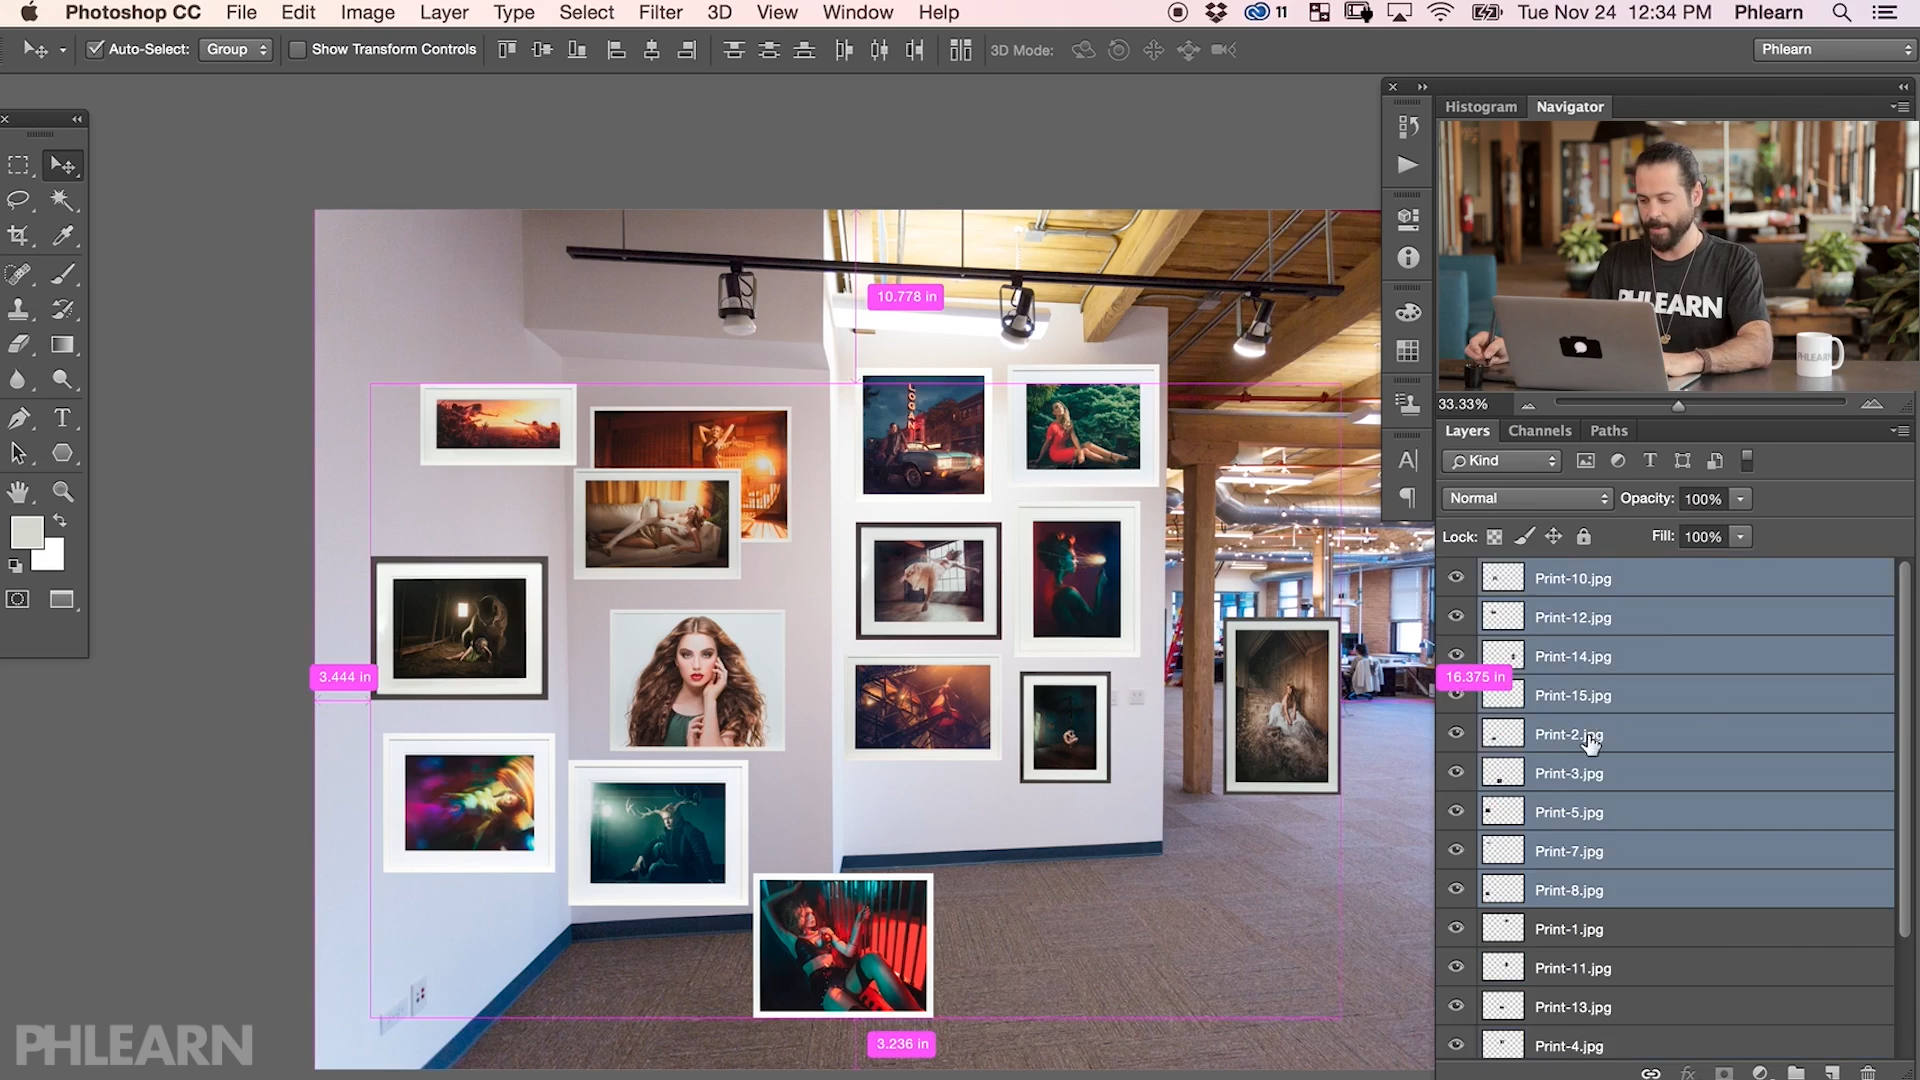 Photoshop CC File Edit Image Layer Type Select Filter 3D View Window Help 11 Tue Nov 24 12:34 PM Phlearn
Auto-Select: Group Show Transform Controls 3D Mode: Phlearn
Histogram Navigator
PHLEARN
PHLEARN
33.33%
Layers Channels Paths
Kind
Normal Opacity: 100%
Lock: Fill: 100%
Print-10.jpg
Print-12.jpg
Print-14.jpg
Print-15.jpg
Print-2.jpg
Print-3.jpg
Print-5.jpg
Print-7.jpg
Print-8.jpg
Print-1.jpg
Print-11.jpg
Print-13.jpg
Print-4.jpg
10.778 in
LOGAN
3.444 in
16.375 in
3.236 in
PHLEARN